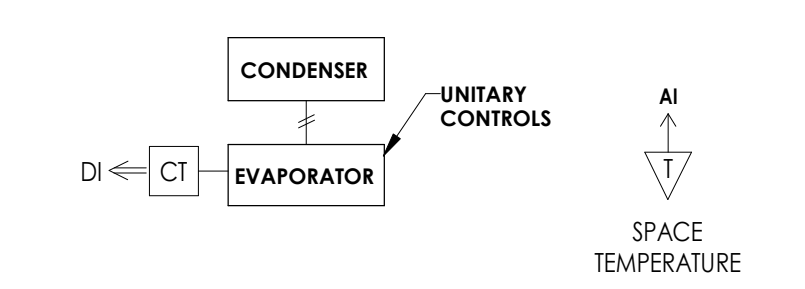 CONDENSER
UNITARY
CONTROLS
DI
CT
EVAPORATOR
AI
T
SPACE
TEMPERATURE